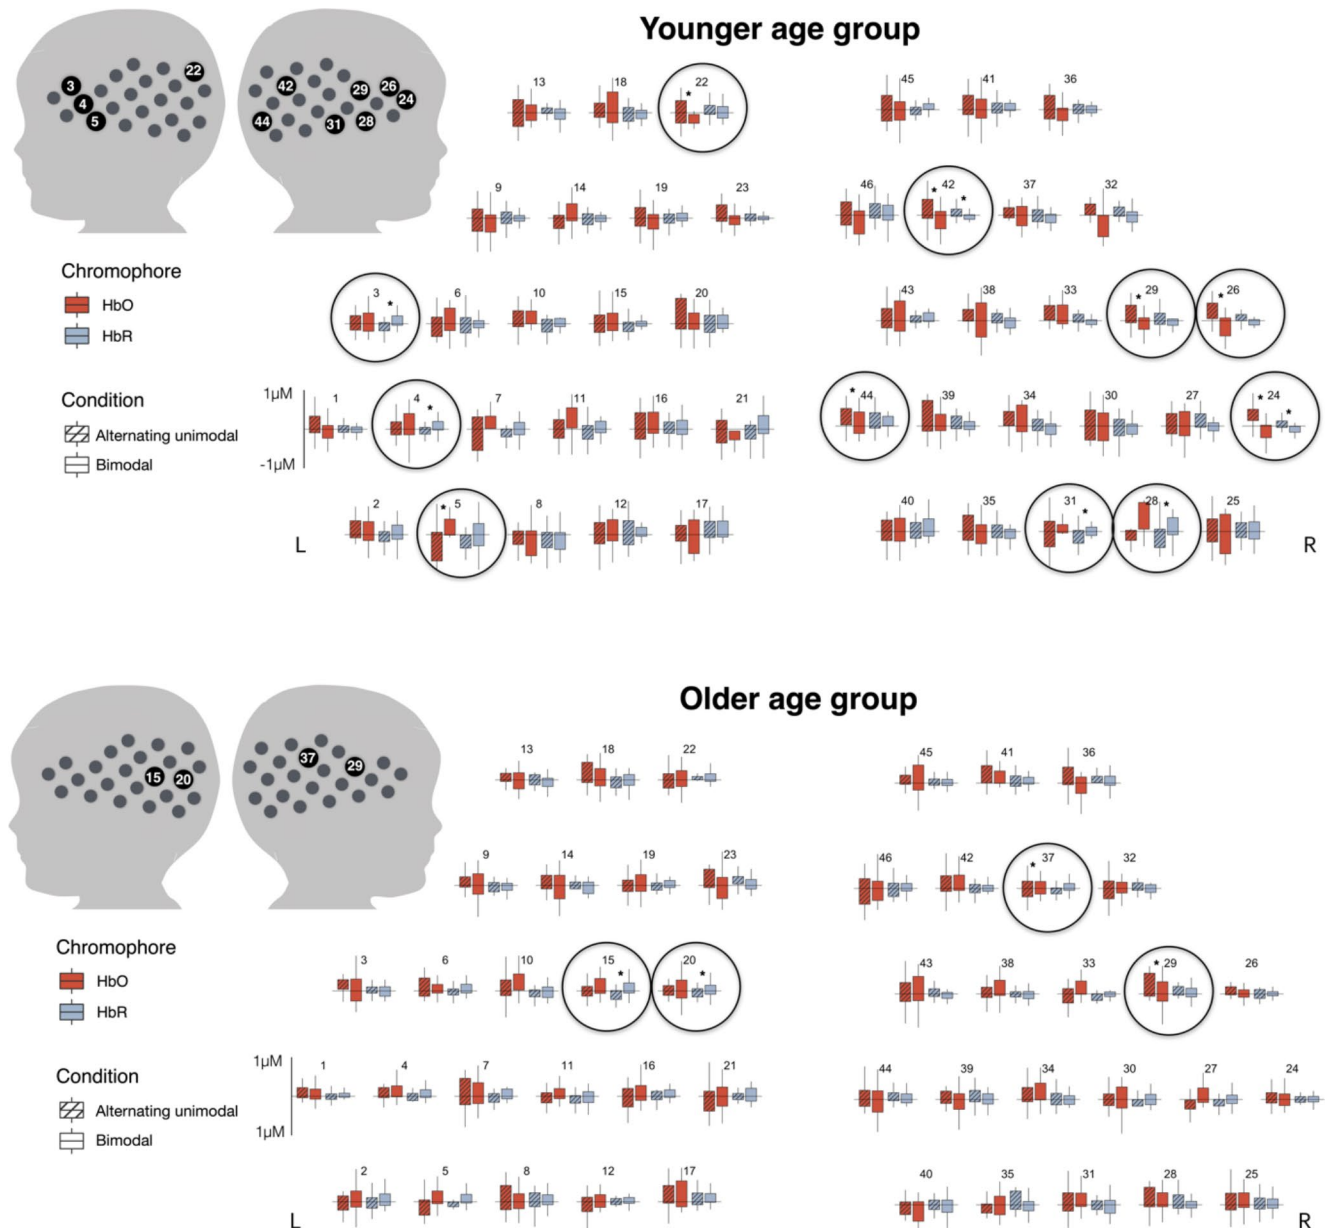 Younger age group
3 4 5 22
42 29 26 24 44 31 28
13 18 * 22 45 41 36
9 14 19 23 46 * 42 * 37 32
Chromophore
HbO
HbR
3 * 6 10 15 20 43 38 33 * 29 * 26
Condition
Alternating unimodal
Bimodal
1µM
-1µM
1 4 * 7 11 16 21 * 44 39 34 30 27 * 24 *
2 * 5 8 12 17 40 35 31 * 28 * 25
L R
Older age group
15 20
37 29
13 18 22 45 41 36
9 14 19 23 46 42 * 37 32
Chromophore
HbO
HbR
3 6 10 15 * 20 * 43 38 33 * 29 26
Condition
Alternating unimodal
Bimodal
1µM
1µM
1 4 7 11 16 21 44 39 34 30 27 24
2 5 8 12 17 40 35 31 28 25
L R